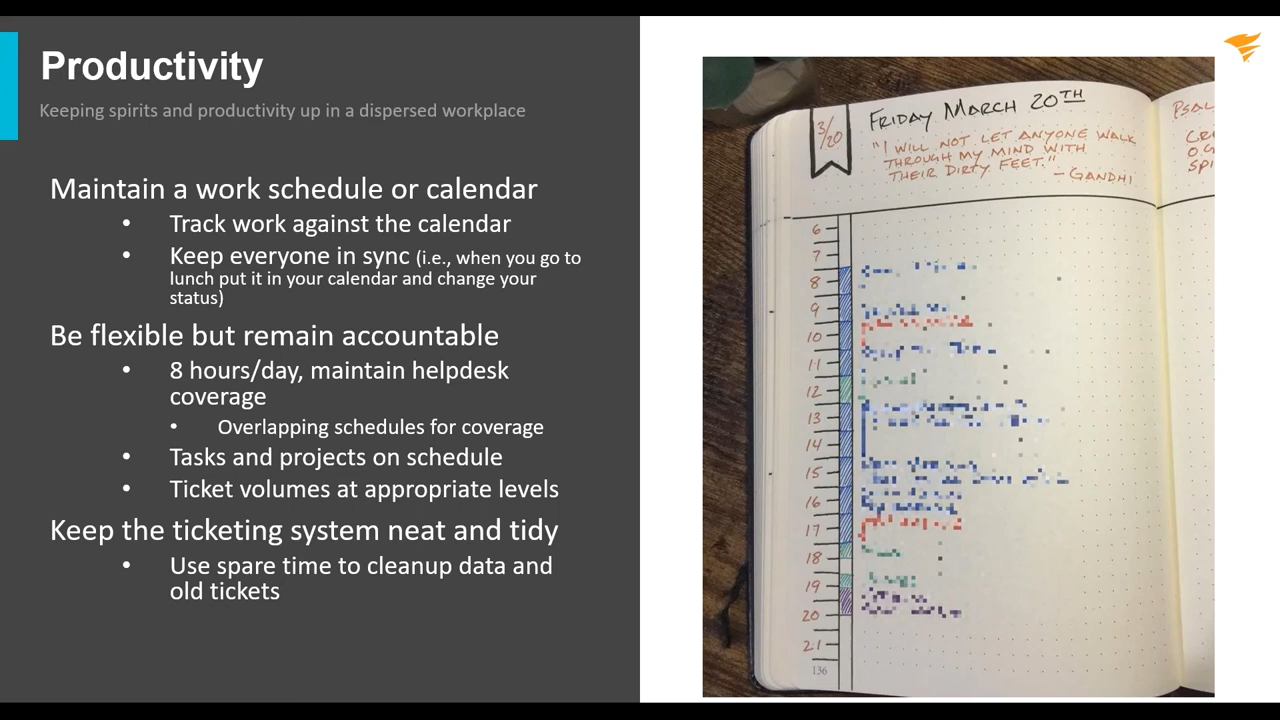 Productivity
Keeping spirits and productivity up in a dispersed workplace
Maintain a work schedule or calendar
• Track work against the calendar
• Keep everyone in sync (i.e., when you go to
lunch put it in your calendar and change your
status)
Be flexible but remain accountable
• 8 hours/day, maintain helpdesk
coverage
• Overlapping schedules for coverage
• Tasks and projects on schedule
• Ticket volumes at appropriate levels
Keep the ticketing system neat and tidy
• Use spare time to cleanup data and
old tickets
3/20
FRIDAY MARCH 20TH
"I WILL NOT LET ANYONE WALK
THROUGH MY MIND WITH
THEIR DIRTY FEET."
- GANDHI
6
7
8
9
10
11
12
13
14
15
16
17
18
19
20
21
136